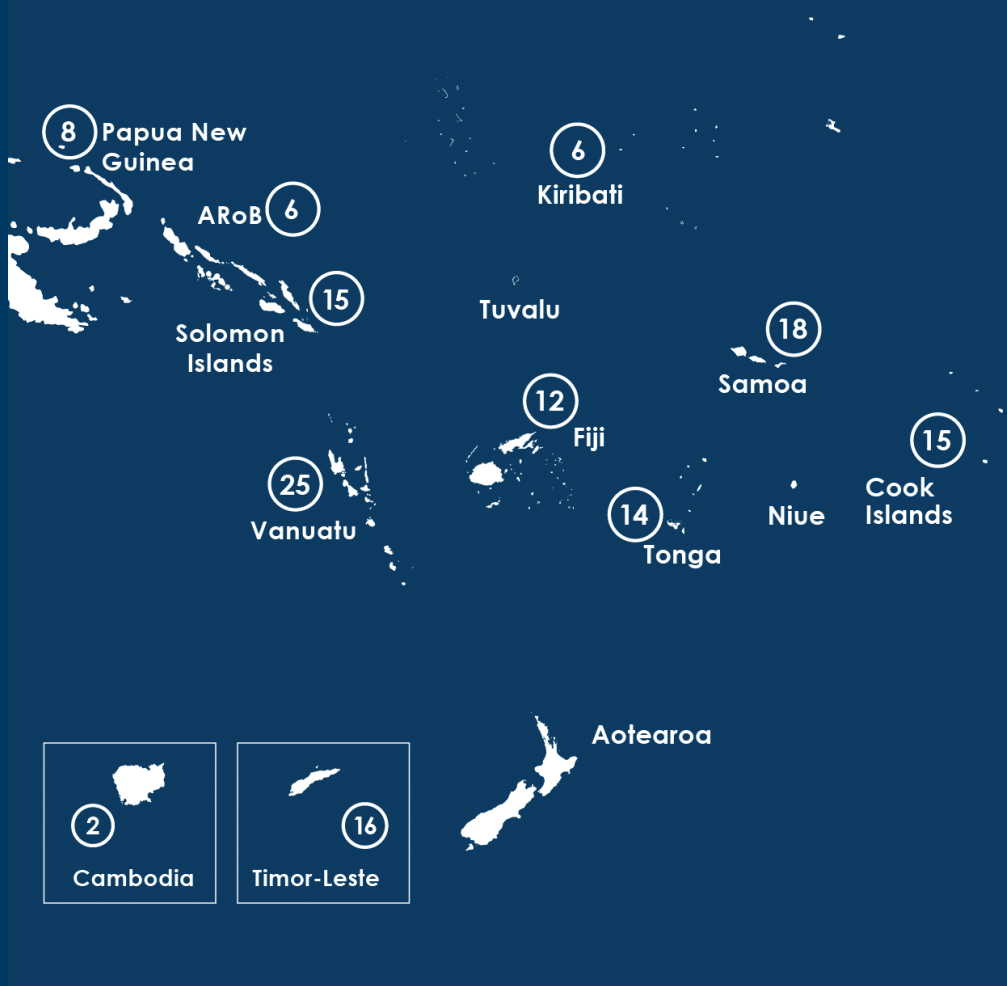 8
Papua New
Guinea
ARoB
6
15
Solomon
Islands
6
Kiribati
Tuvalu
18
Samoa
12
Fiji
15
Cook
Islands
25
Vanuatu
14
Tonga
Niue
Aotearoa
2
Cambodia
16
Timor-Leste